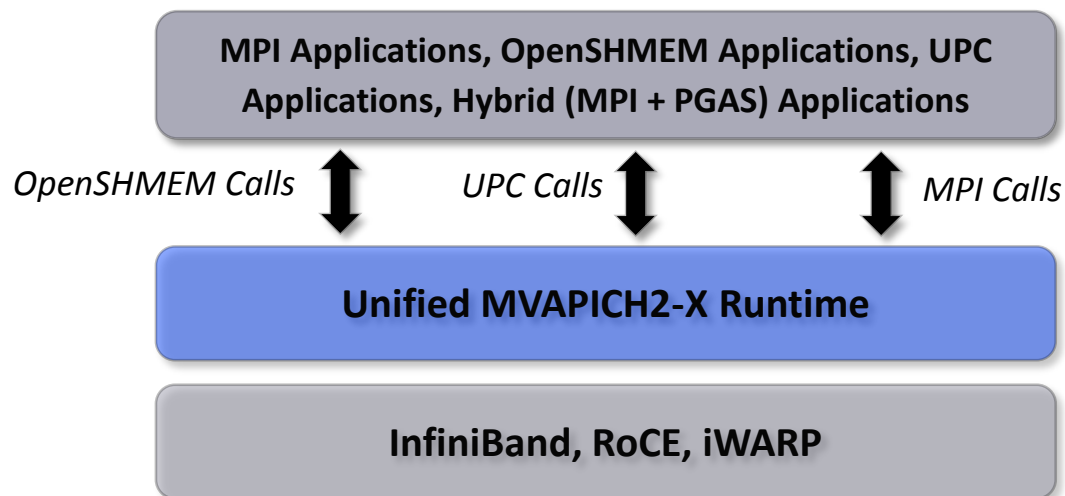 MPI Applications, OpenSHMEM Applications, UPC
Applications, Hybrid (MPI + PGAS) Applications
OpenSHMEM Calls
UPC Calls
MPI Calls
Unified MVAPICH2-X Runtime
InfiniBand, RoCE, iWARP